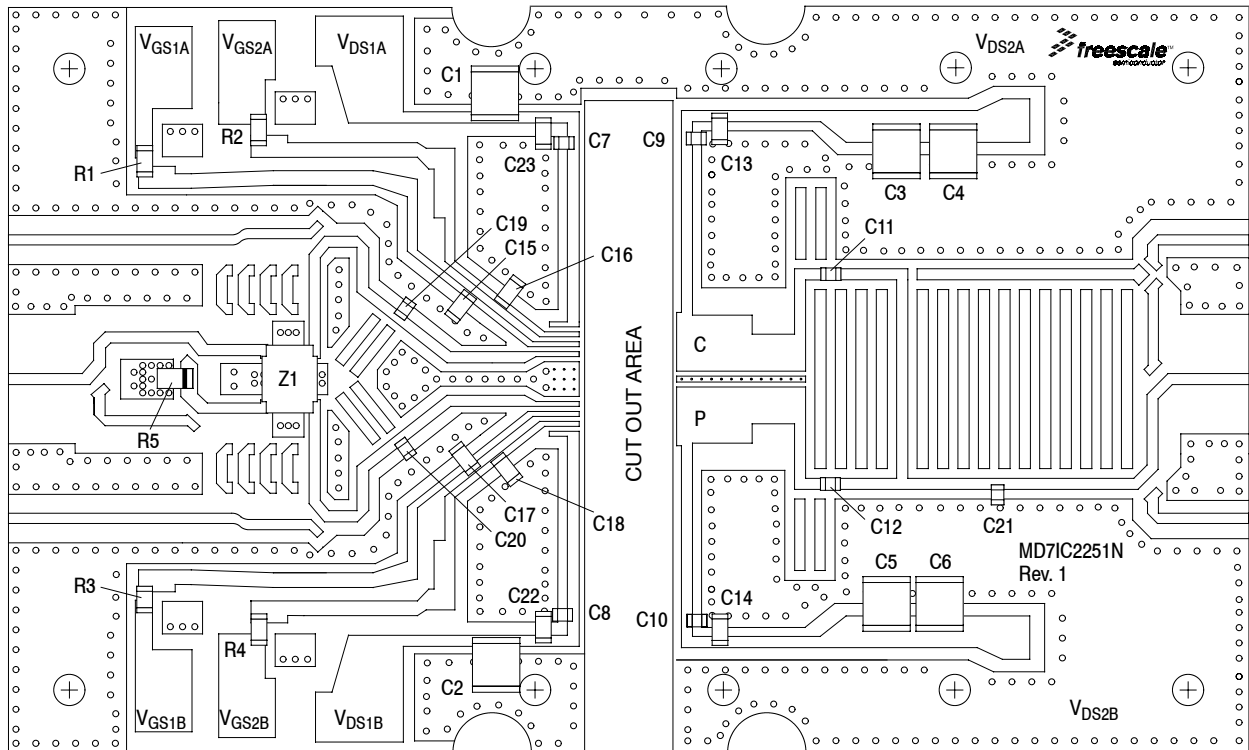 VGS1A
VGS2A
VDS1A
C1
VDS2A
freescale™
semiconductor
R1
R2
C23
C7
C9
C13
C3
C4
C19
C15
C16
C11
CUT OUT AREA
C
P
Z1
R5
C17
C18
C20
C12
C21
MD7IC2251N
Rev. 1
R3
R4
C22
C8
C10
C14
C5
C6
C2
VGS1B
VGS2B
VDS1B
VDS2B